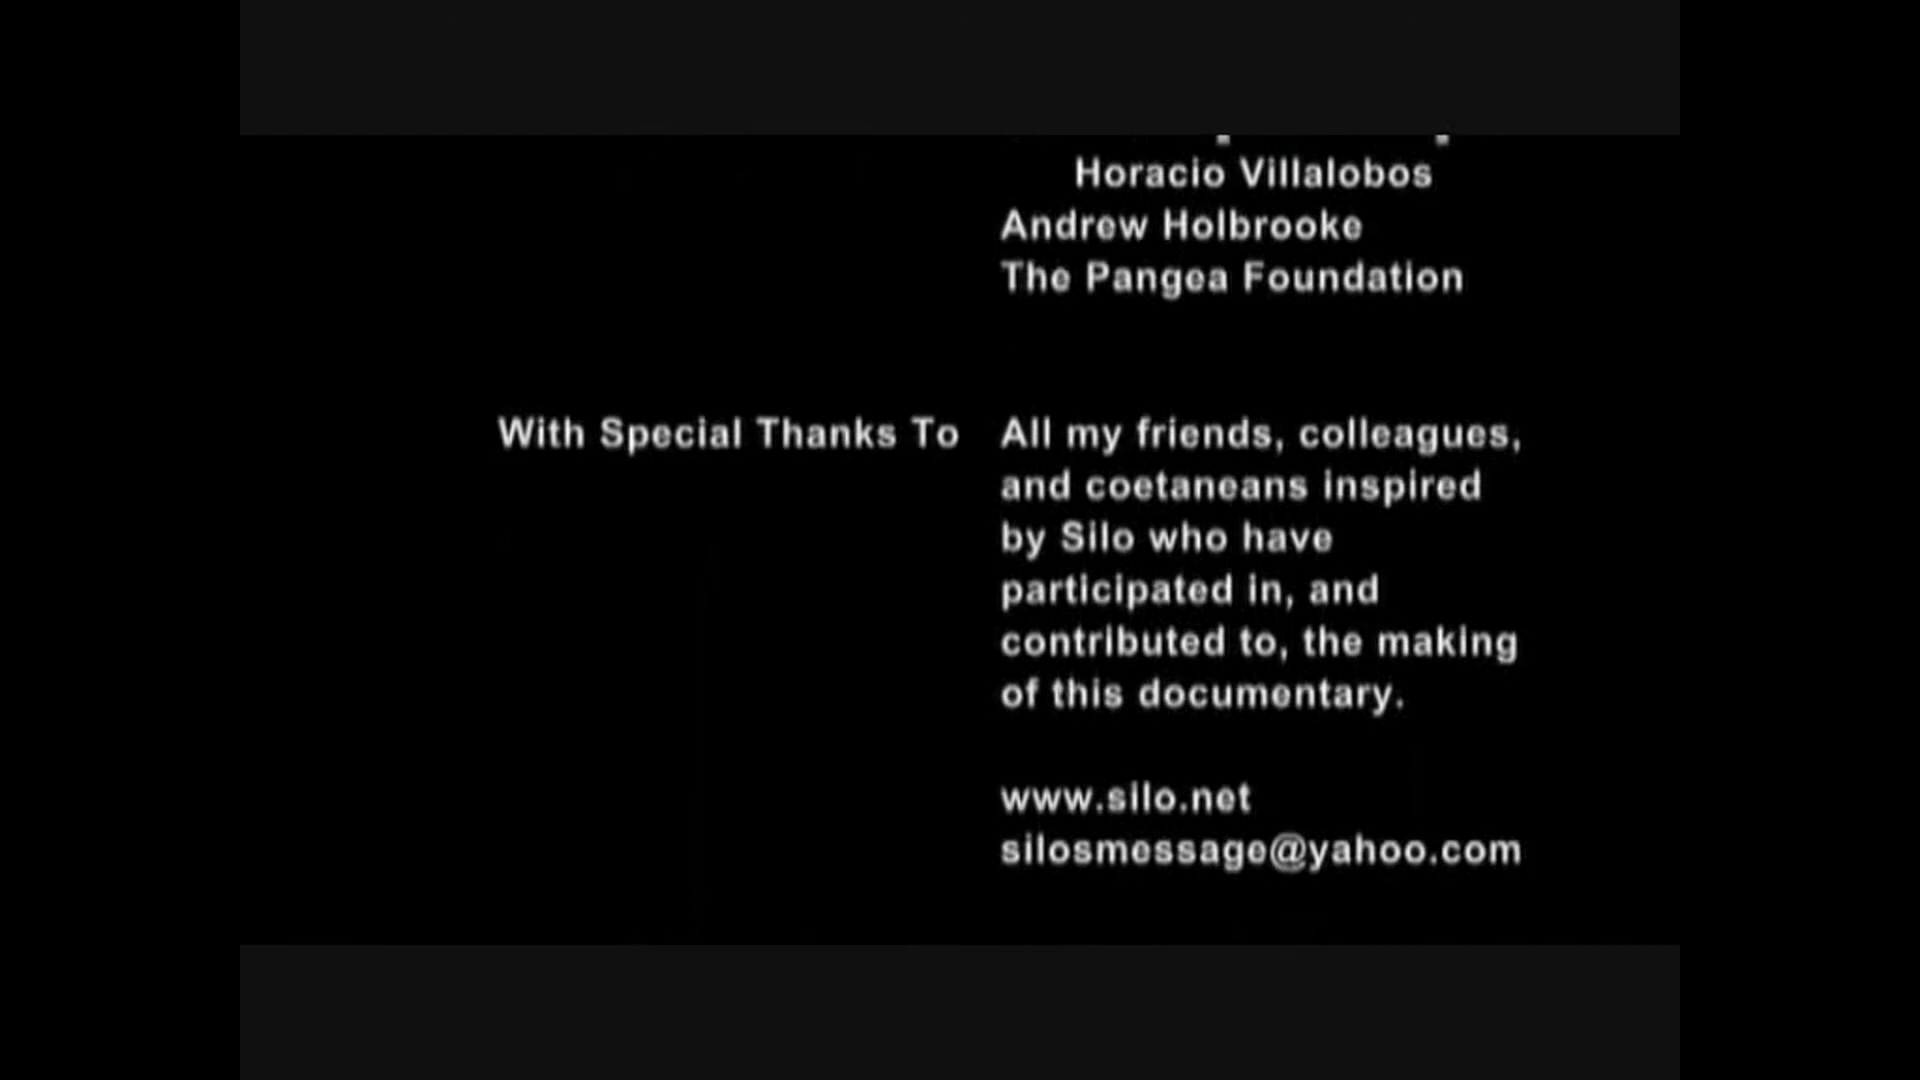 Horacio Villalobos
Andrew Holbrooke
The Pangea Foundation
With Special Thanks To All my friends, colleagues,
and coetaneans inspired
by Silo who have
participated in, and
contributed to, the making
of this documentary.
www.silo.net
silosmessage@yahoo.com